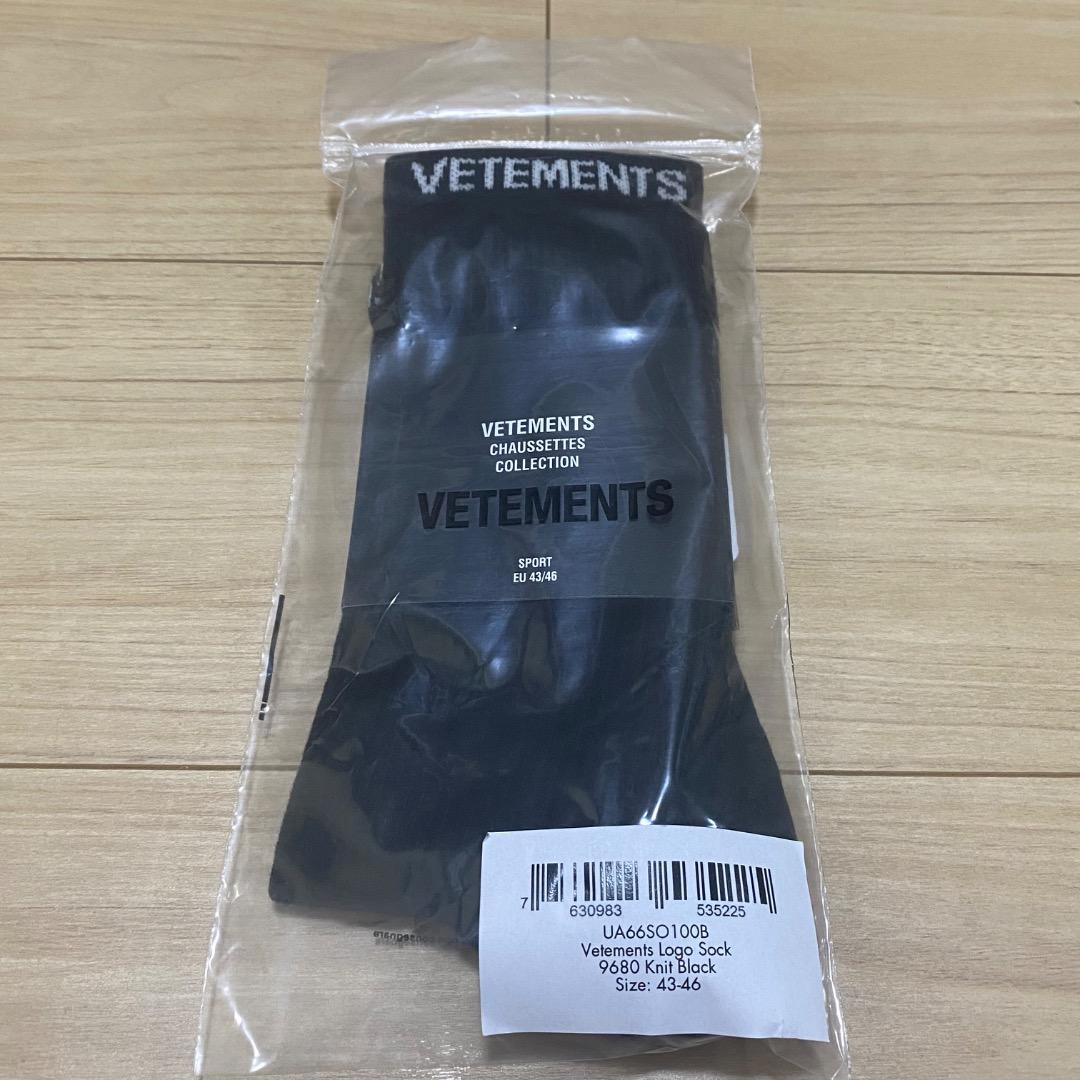 VETEMENTS
VETEMENTS
CHAUSSETTES
COLLECTION
VETEMENTS
SPORT
EU 43/46
7 630983 535225
UA66SO100B
Vetements Logo Sock
9680 Knit Black
Size: 43-46